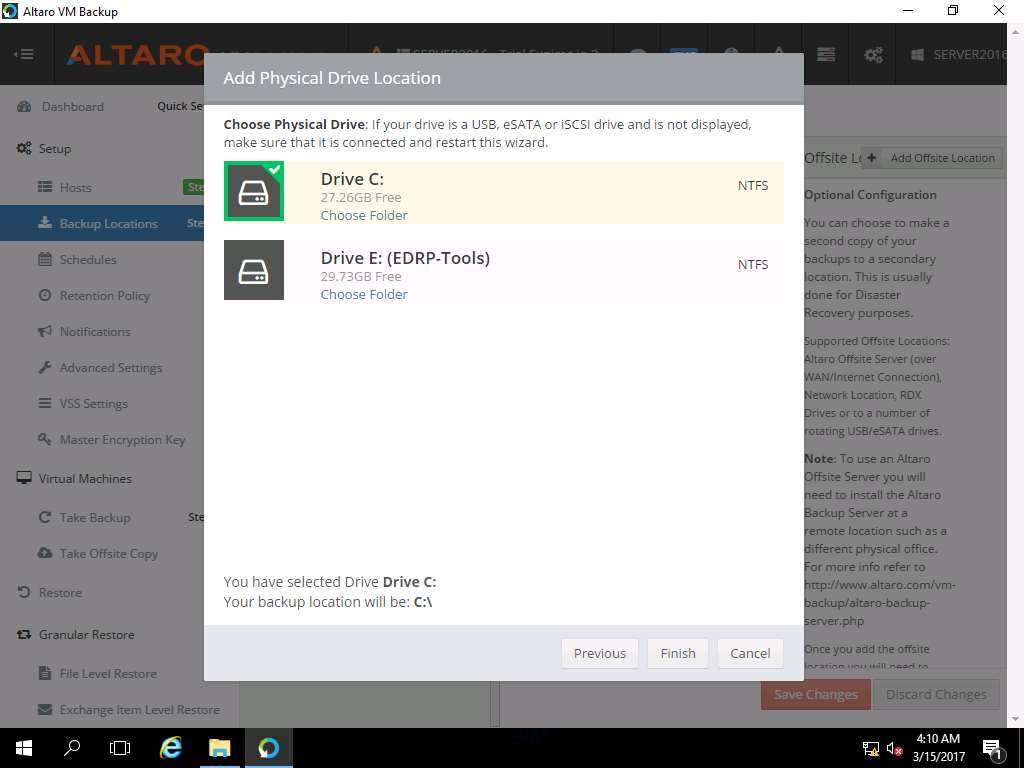 Altaro VM Backup
ALTARO
SERVER2016
Trial Expires in
SERVER2016
Dashboard
Quick Se
Setup
Hosts
Ste
Backup Locations
Ste
Schedules
Retention Policy
Notifications
Advanced Settings
VSS Settings
Master Encryption Key
Virtual Machines
Take Backup
Ste
Take Offsite Copy
Restore
Granular Restore
File Level Restore
Exchange Item Level Restore
Add Physical Drive Location
Choose Physical Drive: If your drive is a USB, eSATA or iSCSI drive and is not displayed,
make sure that it is connected and restart this wizard.
Drive C:
NTFS
27.26GB Free
Choose Folder
Drive E: (EDRP-Tools)
NTFS
29.73GB Free
Choose Folder
You have selected Drive Drive C:
Your backup location will be: C:\
Previous
Finish
Cancel
Offsite Lo
+ Add Offsite Location
Optional Configuration
You can choose to make a
second copy of your
backups to a secondary
location. This is usually
done for Disaster
Recovery purposes.
Supported Offsite Locations:
Altaro Offsite Server (over
WAN/Internet Connection),
Network Location, RDX
Drives or to a number of
rotating USB/eSATA drives.
Note: To use an Altaro
Offsite Server you will
need to install the Altaro
Backup Server at a
remote location such as a
different physical office.
For more info refer to
http://www.altaro.com/vm-
backup/altaro-backup-
server.php
Once you add the offsite
location you will need to
Save Changes
Discard Changes
4:10 AM
3/15/2017
1